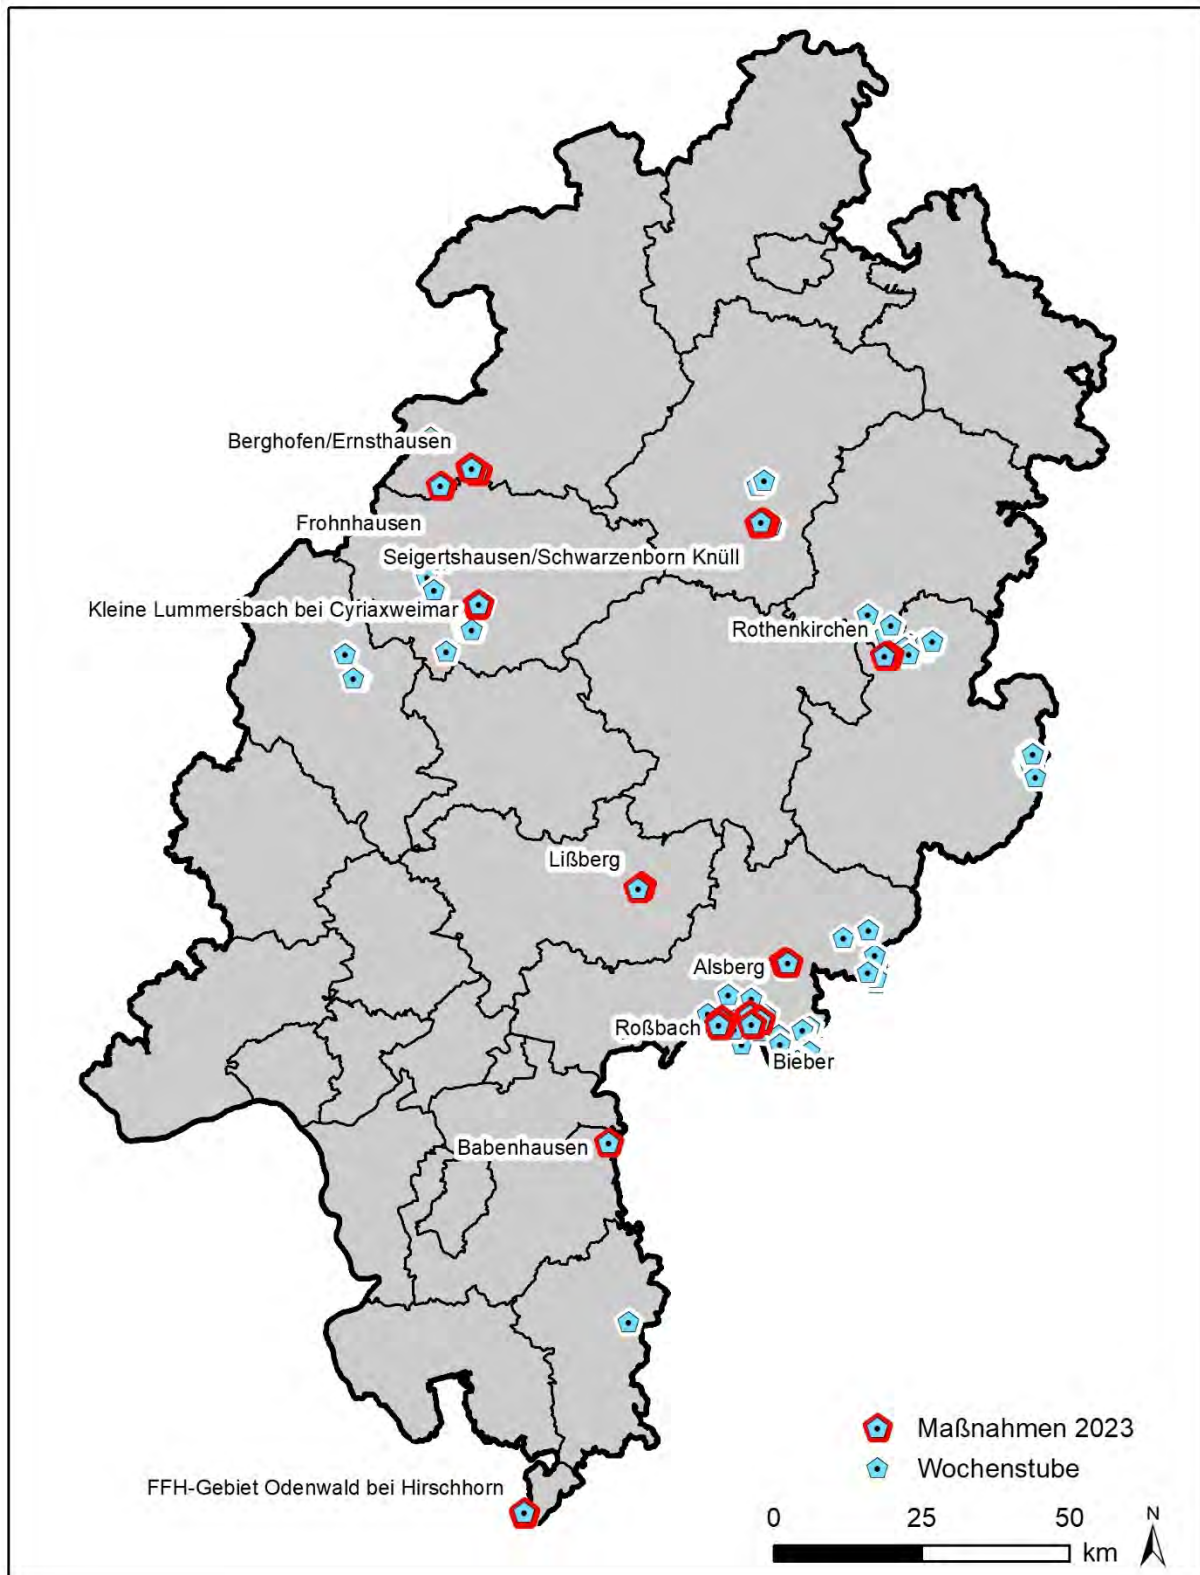 Berghofen/Ernsthausen
Frohnhausen
Seigertshausen/Schwarzenborn Knüll
Kleine Lummersbach bei Cyriaxweimar
Rothenkirchen
Lißberg
Alsberg
Roßbach
Bieber
Babenhausen
Maßnahmen 2023
Wochenstube
FFH-Gebiet Odenwald bei Hirschhorn
0 25 50
km
N